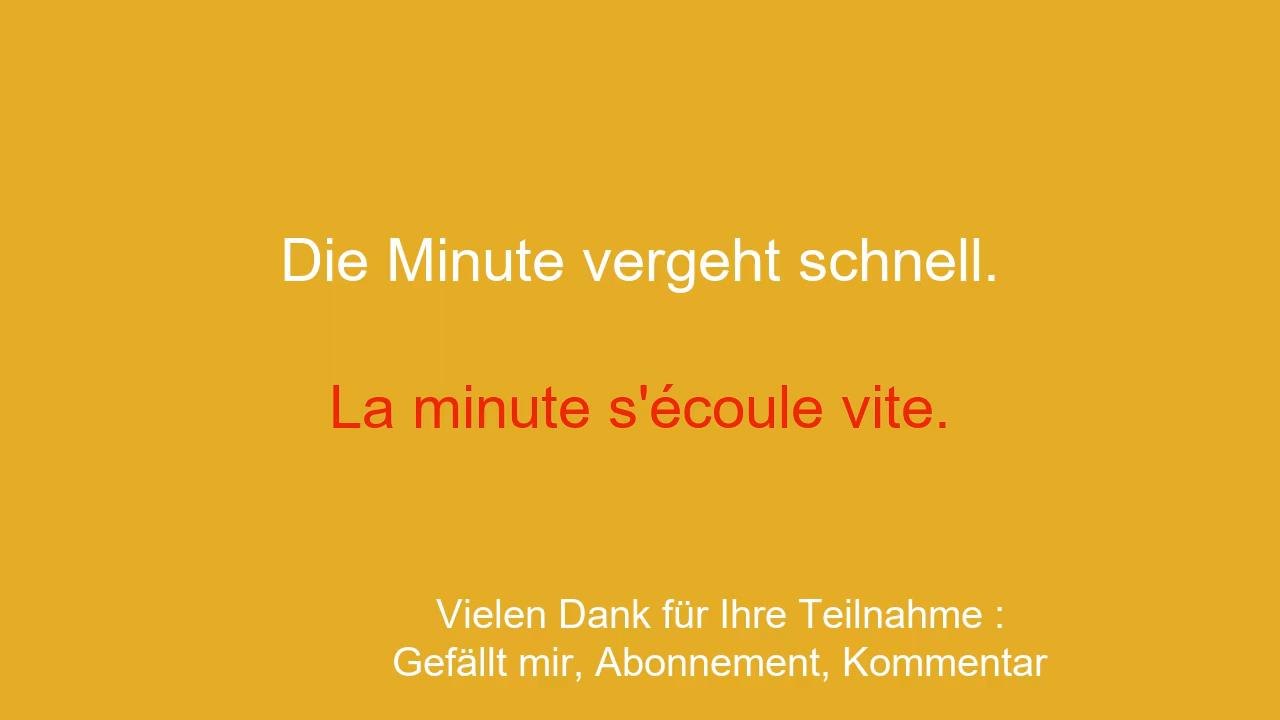 Die Minute vergeht schnell.
La minute s'écoule vite.
Vielen Dank für Ihre Teilnahme :
Gefällt mir, Abonnement, Kommentar